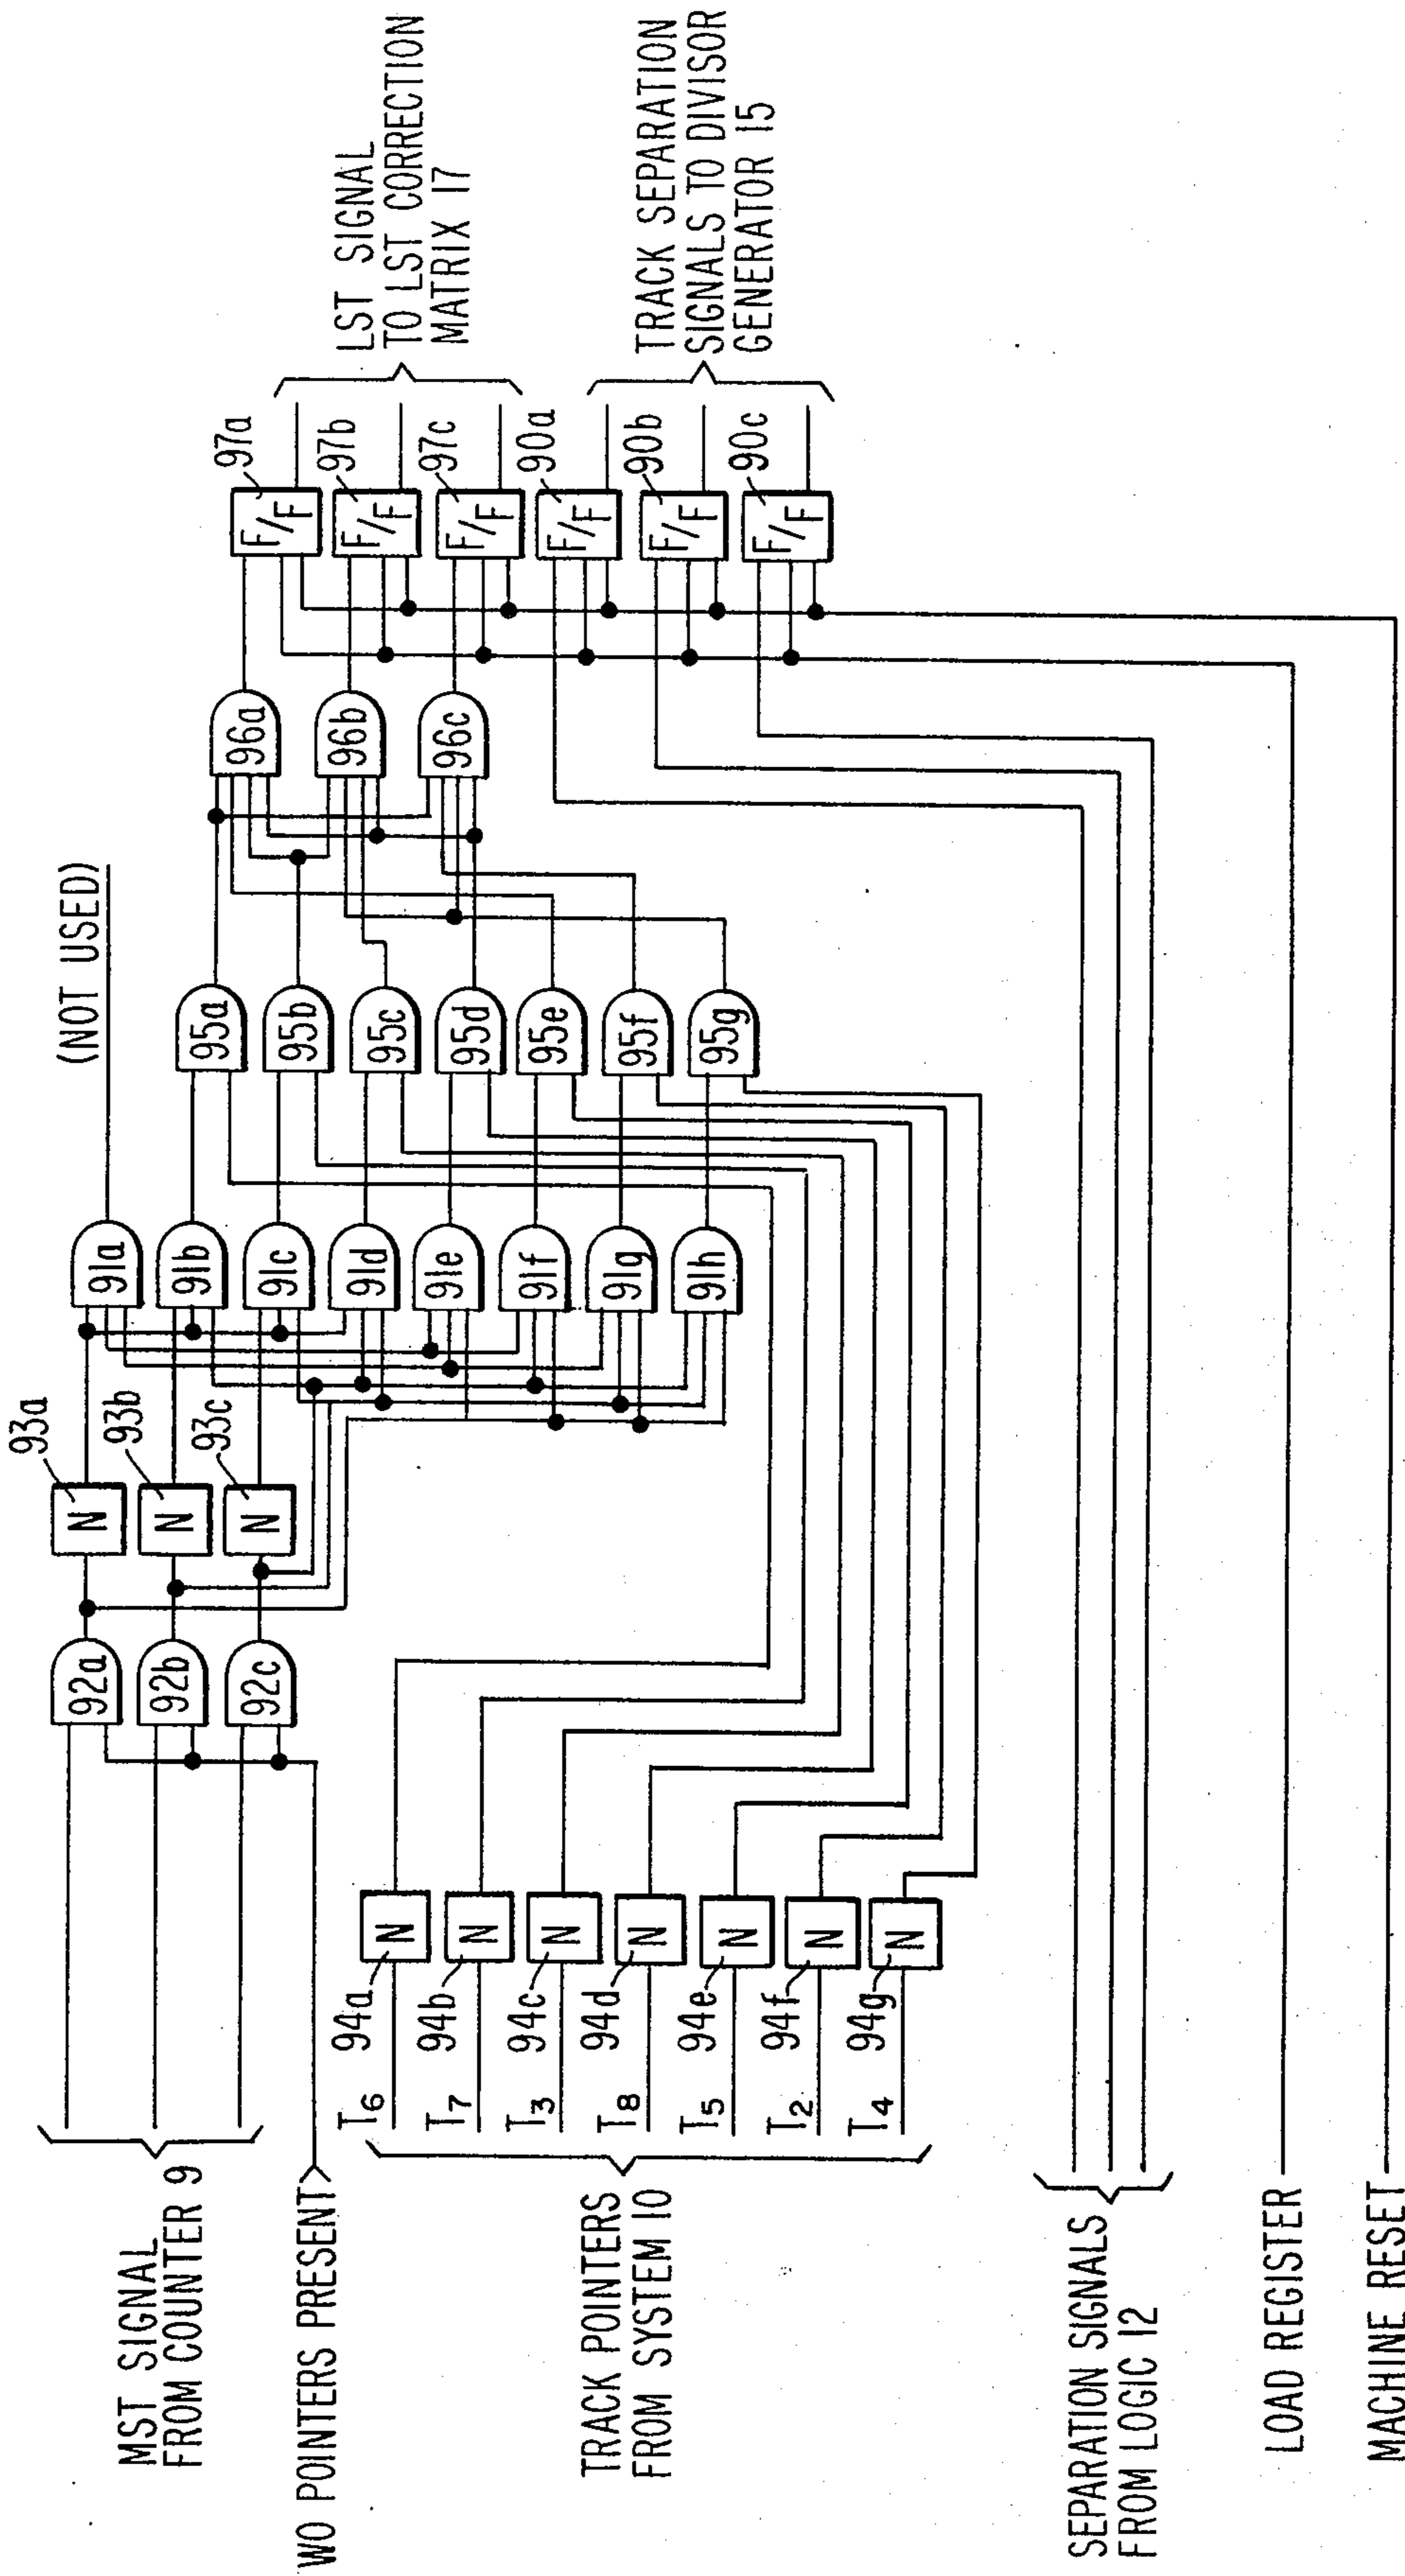 MST SIGNAL
FROM COUNTER 9
WO POINTERS PRESENT
TRACK POINTERS
FROM SYSTEM 10
SEPARATION SIGNALS
FROM LOGIC 12
LOAD REGISTER
MACHINE RESET
T6
T7
T3
T8
T5
T2
T4
94a
94b
94c
94d
94e
94f
94g
N
N
N
N
N
N
N
92a
92b
92c
93a
93b
93c
N
N
N
91a
91b
91c
91d
91e
91f
91g
91h
(NOT USED)
95a
95b
95c
95d
95e
95f
95g
96a
96b
96c
97a
97b
97c
90a
90b
90c
F/F
F/F
F/F
F/F
F/F
F/F
LST SIGNAL
TO LST CORRECTION
MATRIX 17
TRACK SEPARATION
SIGNALS TO DIVISOR
GENERATOR 15